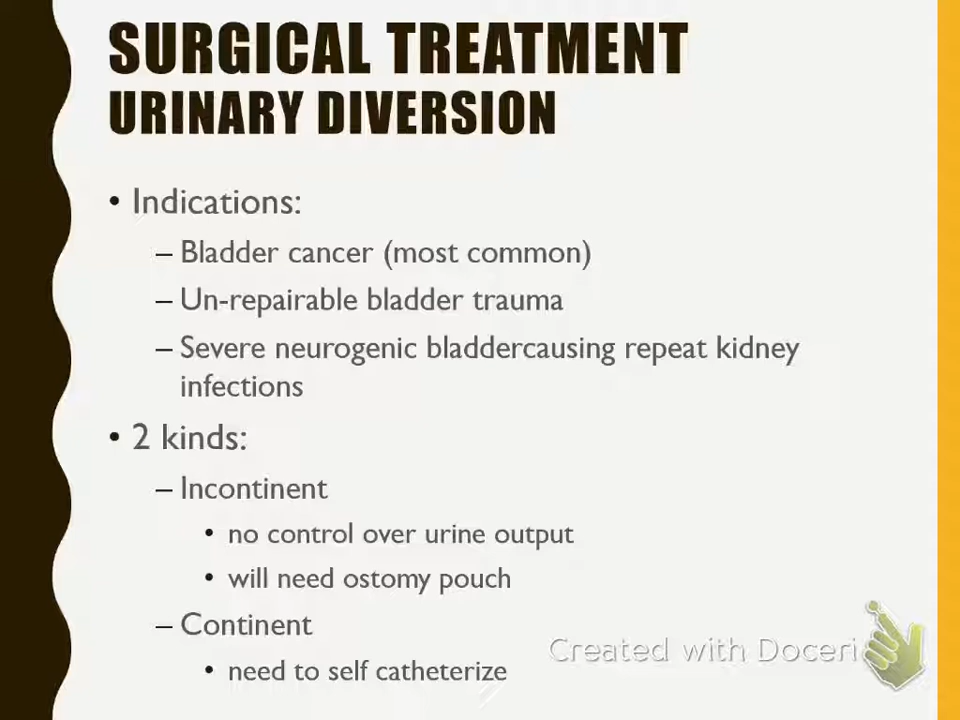 SURGICAL TREATMENT
URINARY DIVERSION
• Indications:
– Bladder cancer (most common)
– Un-repairable bladder trauma
– Severe neurogenic bladdercausing repeat kidney
infections
• 2 kinds:
– Incontinent
• no control over urine output
• will need ostomy pouch
– Continent
• need to self catheterize
Created with Doceri